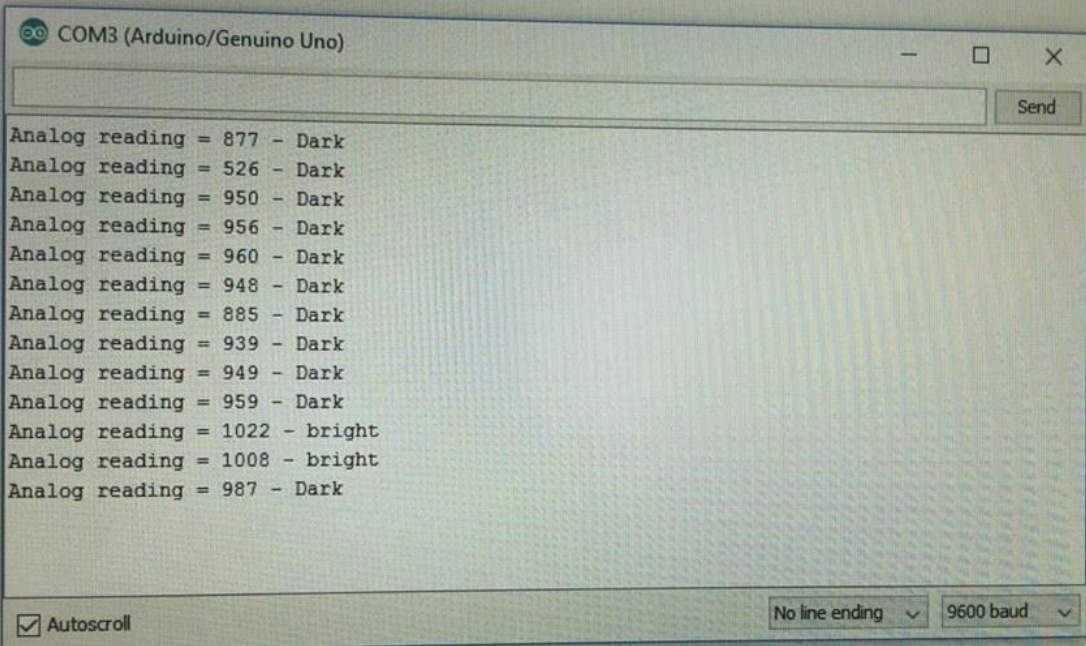 COM3 (Arduino/Genuino Uno)
Send
Analog reading = 877 - Dark
Analog reading = 526 - Dark
Analog reading = 950 - Dark
Analog reading = 956 - Dark
Analog reading = 960 - Dark
Analog reading = 948 - Dark
Analog reading = 885 - Dark
Analog reading = 939 - Dark
Analog reading = 949 - Dark
Analog reading = 959 - Dark
Analog reading = 1022 - bright
Analog reading = 1008 - bright
Analog reading = 987 - Dark
Autoscroll
No line ending
9600 baud